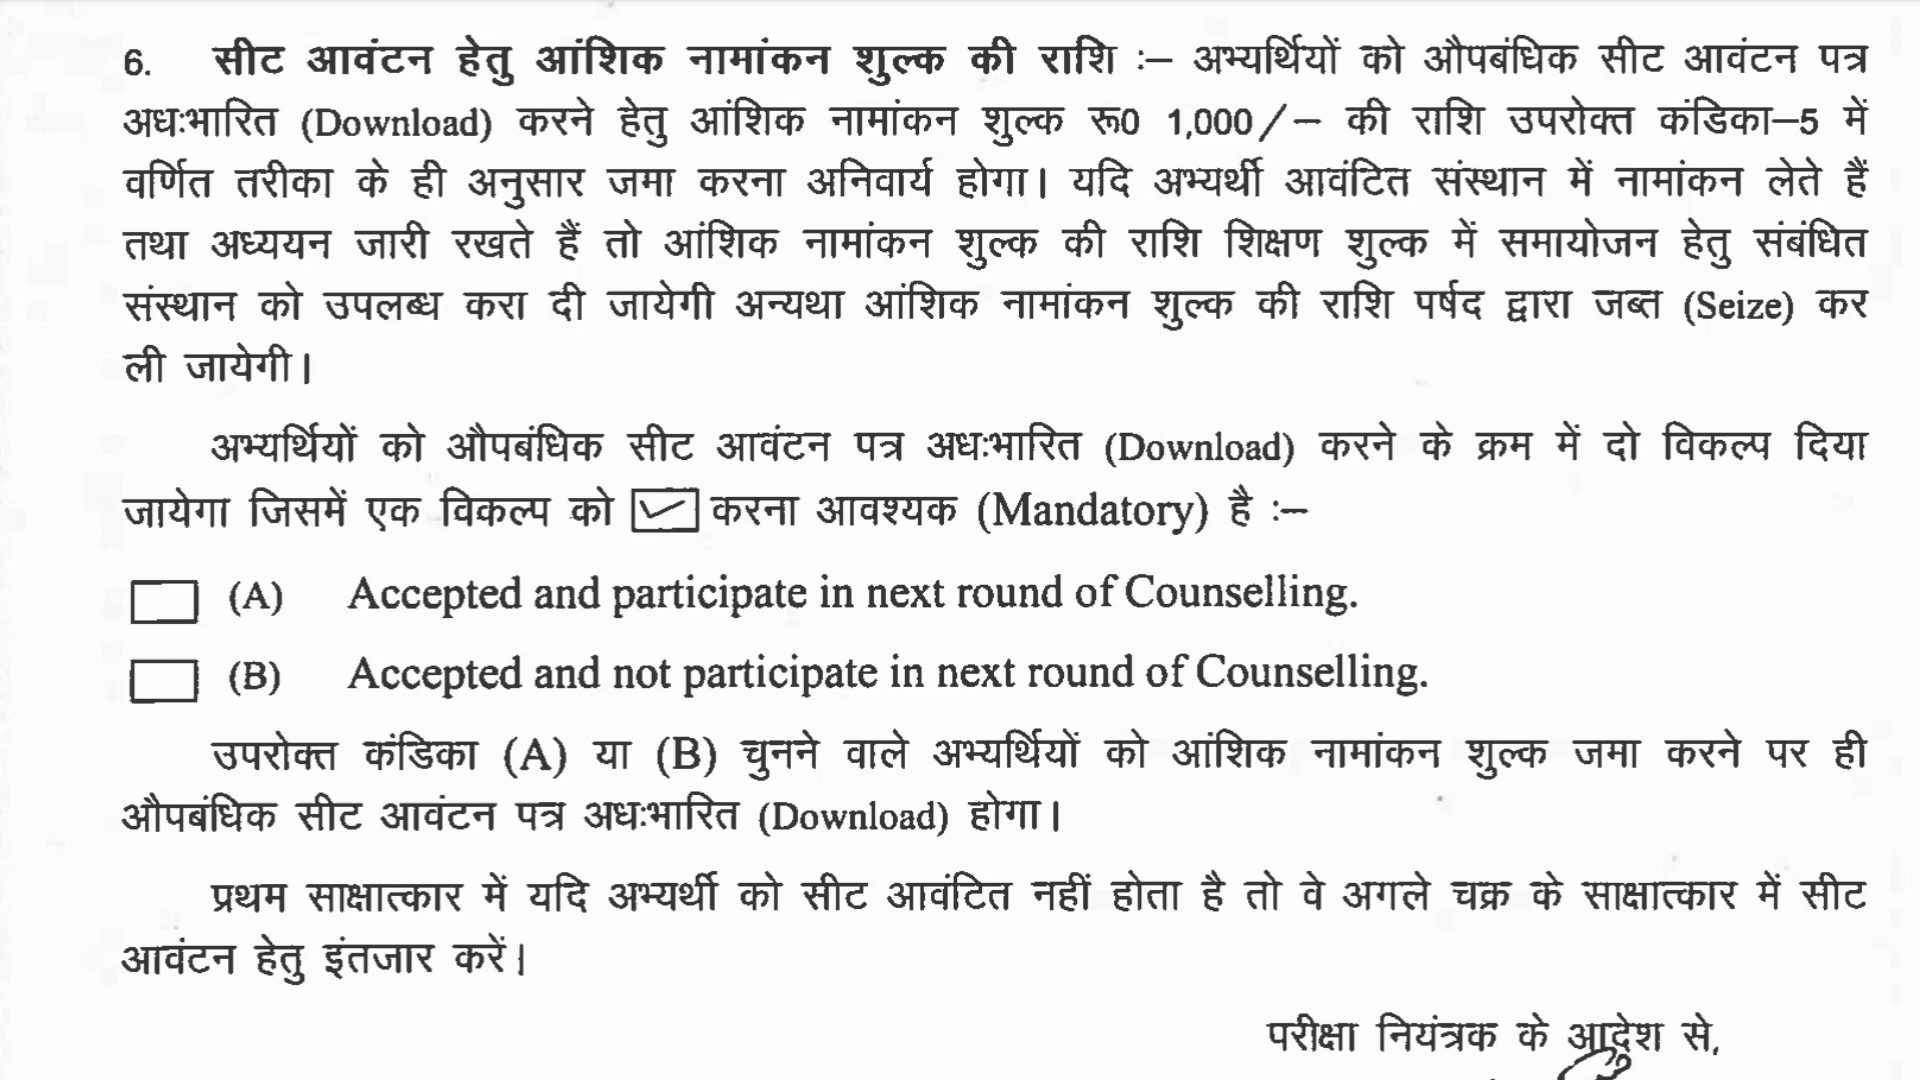 6. सीट आवंटन हेतु आंशिक नामांकन शुल्क की राशि :– अभ्यर्थियों को औपबंधिक सीट आवंटन पत्र
अधःभारित (Download) करने हेतु आंशिक नामांकन शुल्क रू0 1,000/– की राशि उपरोक्त कंडिका–5 में
वर्णित तरीका के ही अनुसार जमा करना अनिवार्य होगा। यदि अभ्यर्थी आवंटित संस्थान में नामांकन लेते हैं
तथा अध्ययन जारी रखते हैं तो आंशिक नामांकन शुल्क की राशि शिक्षण शुल्क में समायोजन हेतु संबंधित
संस्थान को उपलब्ध करा दी जायेगी अन्यथा आंशिक नामांकन शुल्क की राशि पर्षद द्वारा जब्त (Seize) कर
ली जायेगी।
अभ्यर्थियों को औपबंधिक सीट आवंटन पत्र अधःभारित (Download) करने के क्रम में दो विकल्प दिया
जायेगा जिसमें एक विकल्प को ✓ करना आवश्यक (Mandatory) है :–
(A) Accepted and participate in next round of Counselling.
(B) Accepted and not participate in next round of Counselling.
उपरोक्त कंडिका (A) या (B) चुनने वाले अभ्यर्थियों को आंशिक नामांकन शुल्क जमा करने पर ही
औपबंधिक सीट आवंटन पत्र अधःभारित (Download) होगा।
प्रथम साक्षात्कार में यदि अभ्यर्थी को सीट आवंटित नहीं होता है तो वे अगले चक्र के साक्षात्कार में सीट
आवंटन हेतु इंतजार करें।
परीक्षा नियंत्रक के आदेश से,